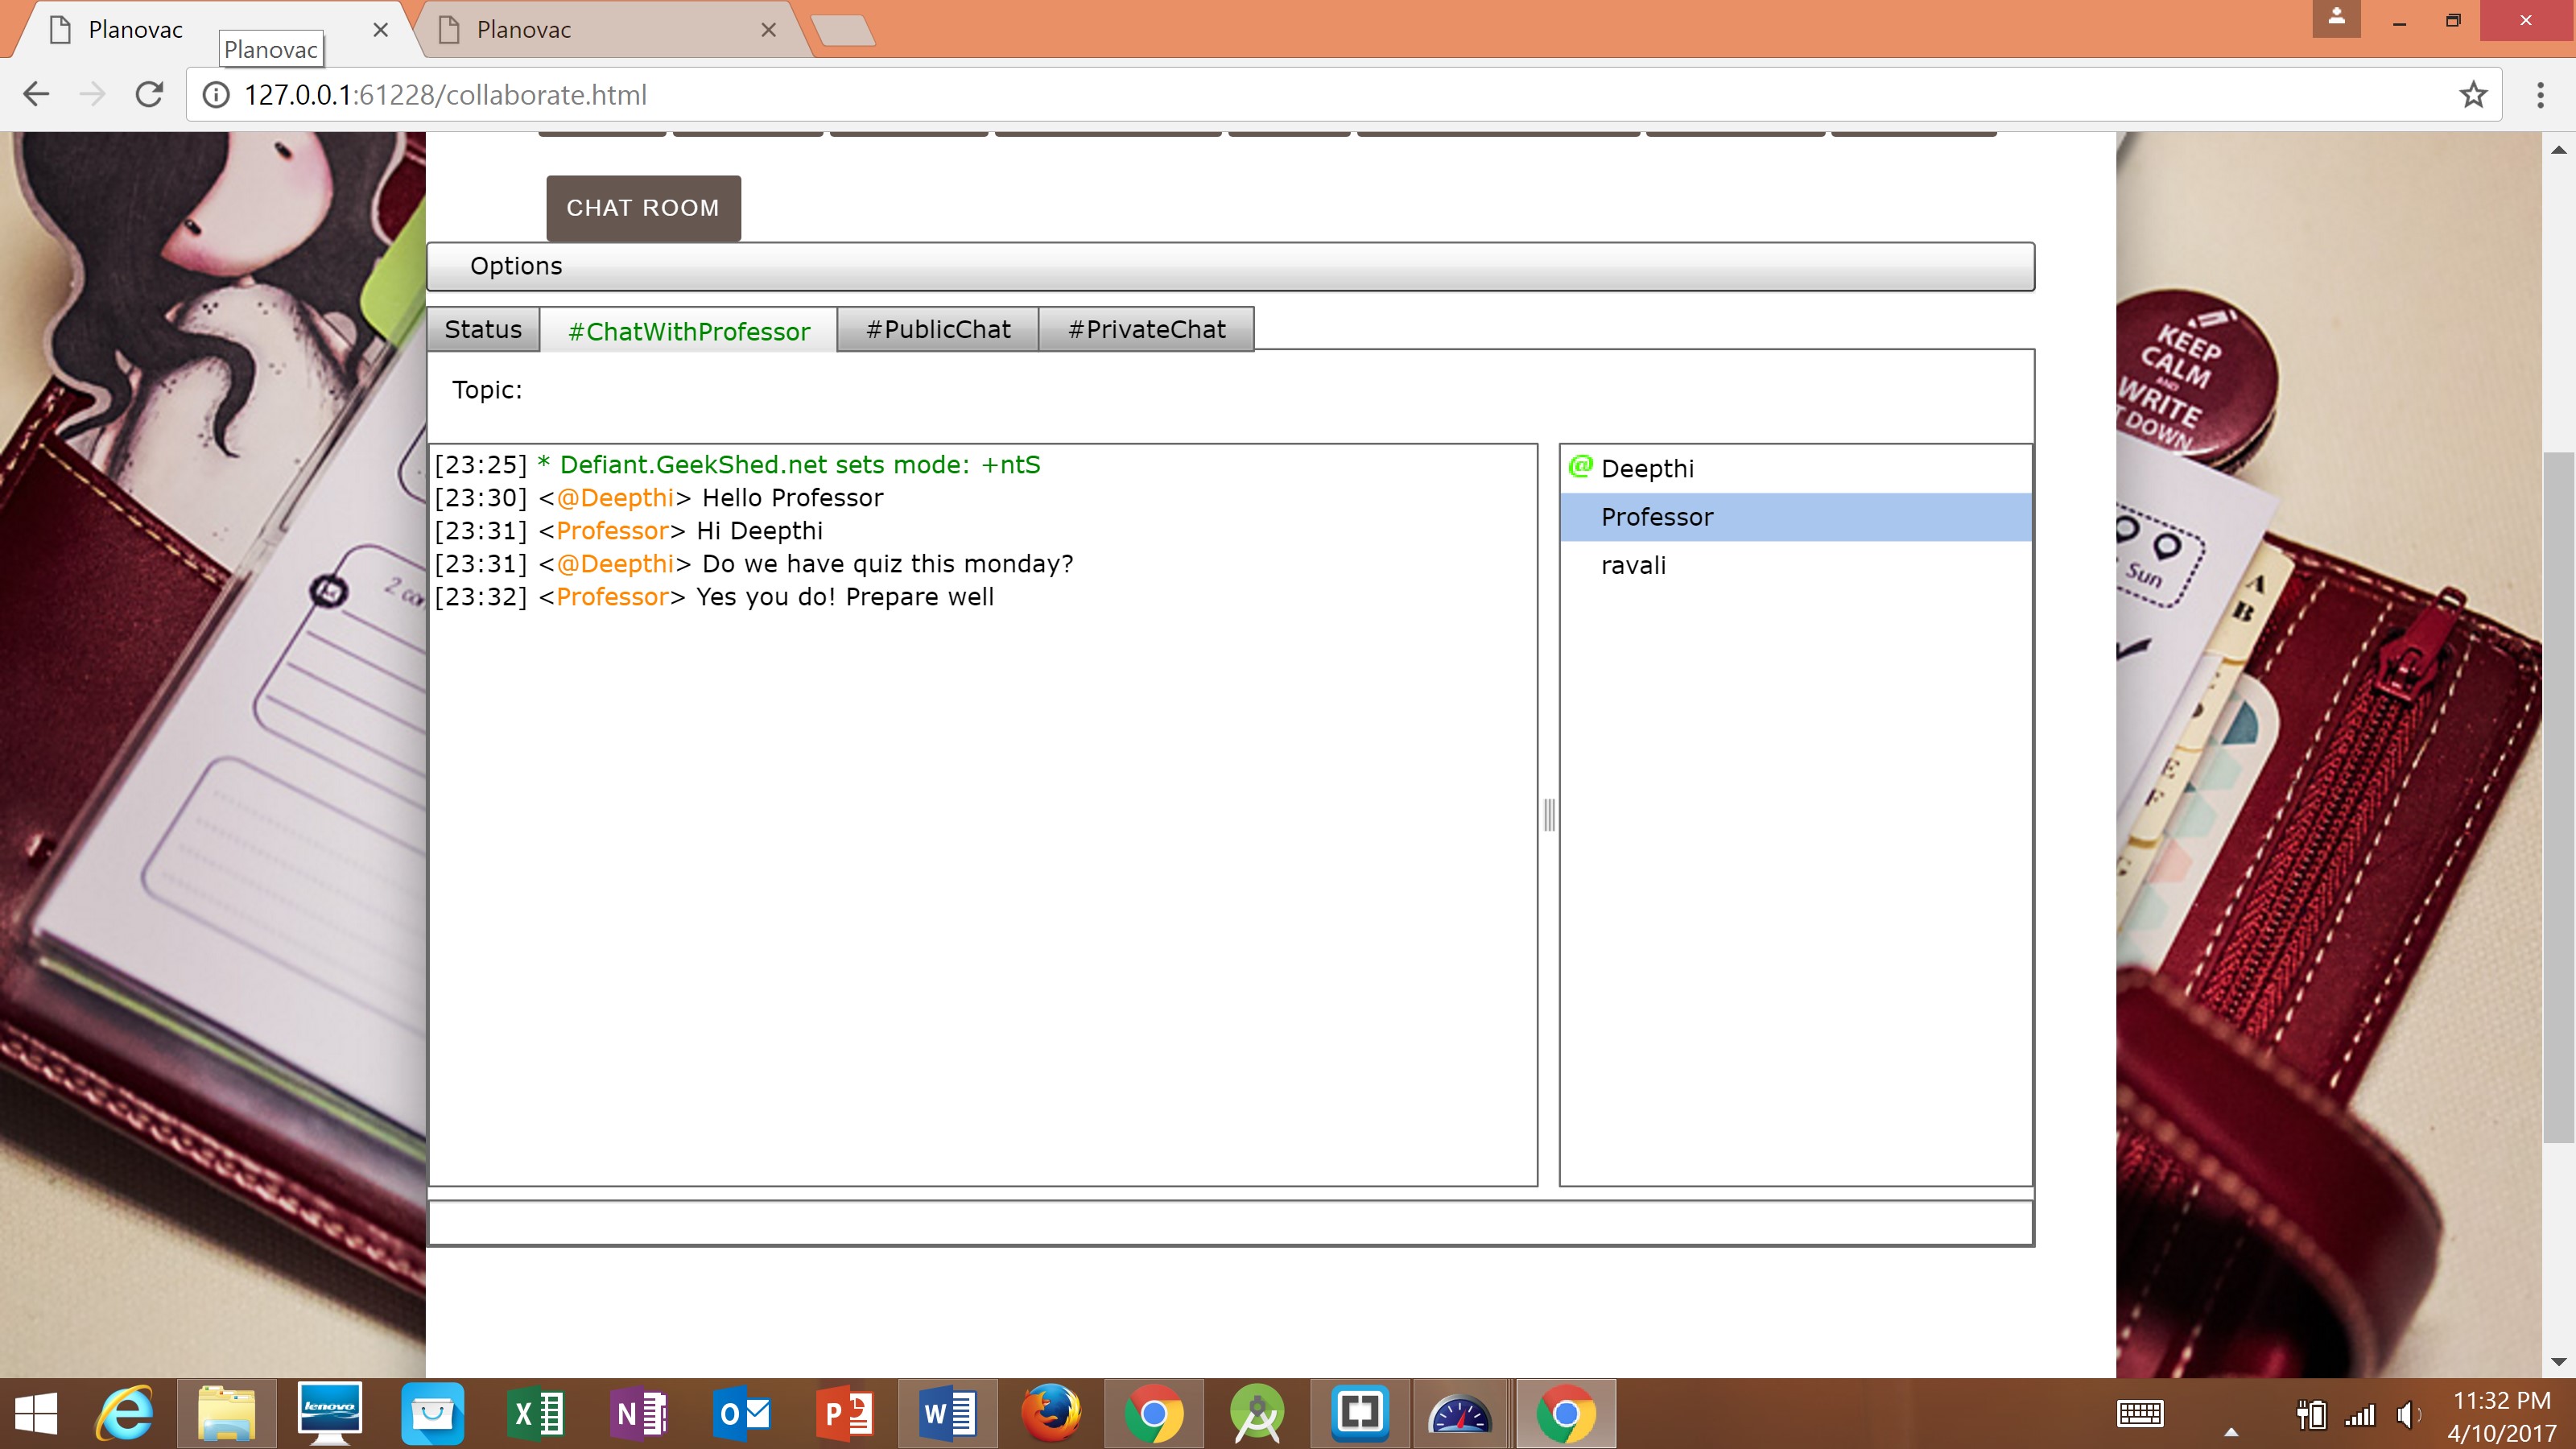 Planovac
Planovac
Planovac
127.0.0.1:61228/collaborate.html
CHAT ROOM
Options
Status
#ChatWithProfessor
#PublicChat
#PrivateChat
Topic:
[23:25] * Defiant.GeekShed.net sets mode: +ntS
[23:30] <@Deepthi> Hello Professor
[23:31] <Professor> Hi Deepthi
[23:31] <@Deepthi> Do we have quiz this monday?
[23:32] <Professor> Yes you do! Prepare well
@ Deepthi
Professor
ravali
KEEP
CALM
AND
WRITE
DOWN
Sun
A
B
E
F
G
lenovo
X
N
O
P
W
11:32 PM
4/10/2017